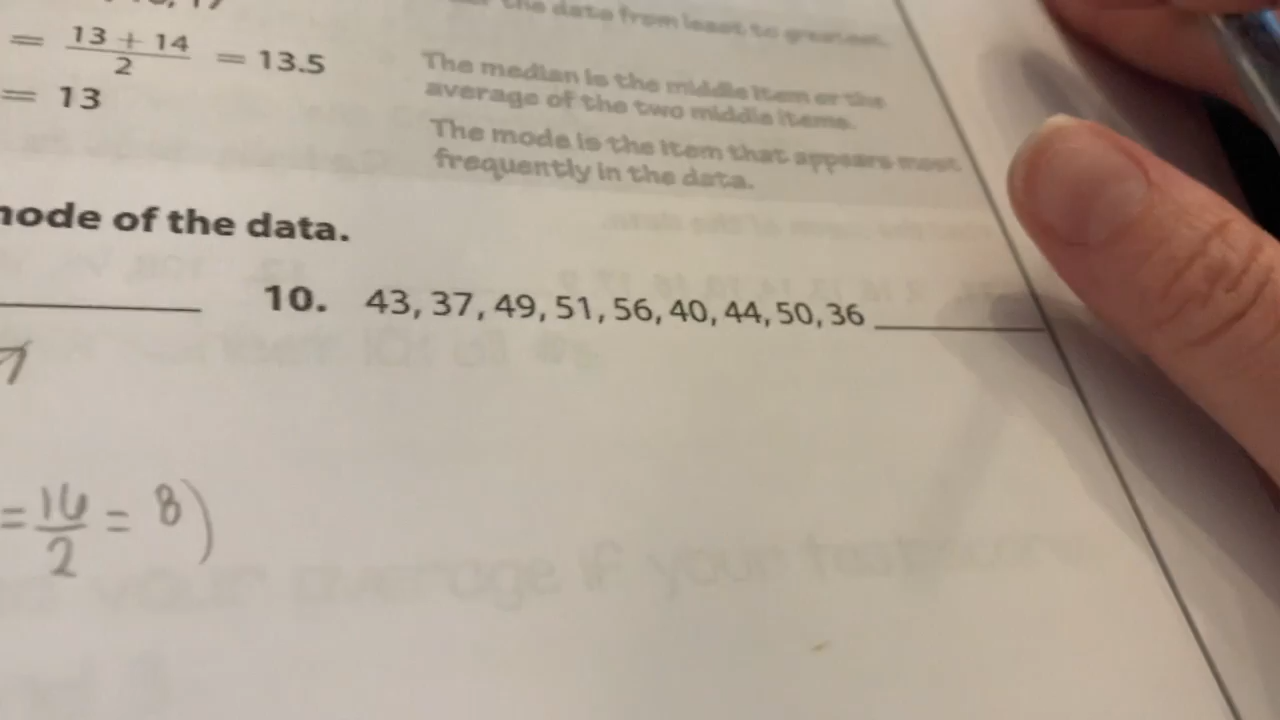 the data from least to greatest.
= 13 + 14 / 2 = 13.5
The median is the middle item or the
average of the two middle items.
= 13
The mode is the item that appears most
frequently in the data.
mode of the data.
10. 43, 37, 49, 51, 56, 40, 44, 50, 36
= 16 / 2 = 8)